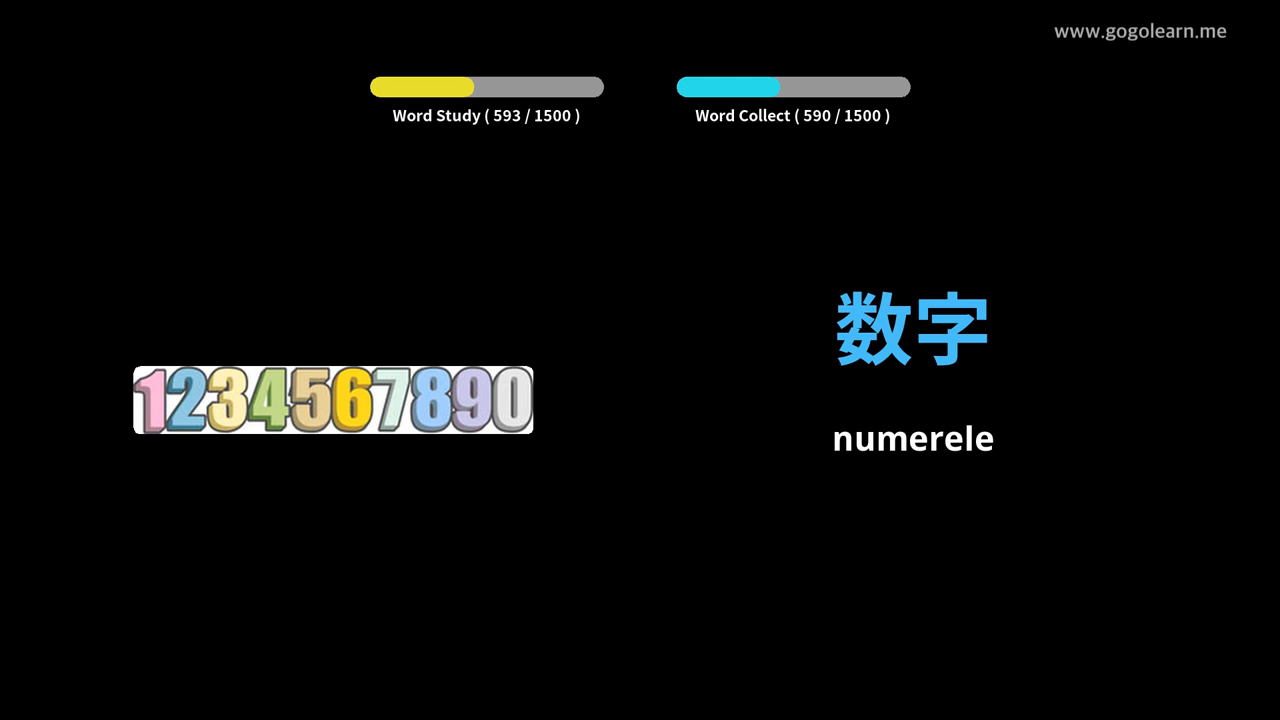 www.gogolearn.me
Word Study ( 593 / 1500 )
Word Collect ( 590 / 1500 )
数字
1234567890
numerele